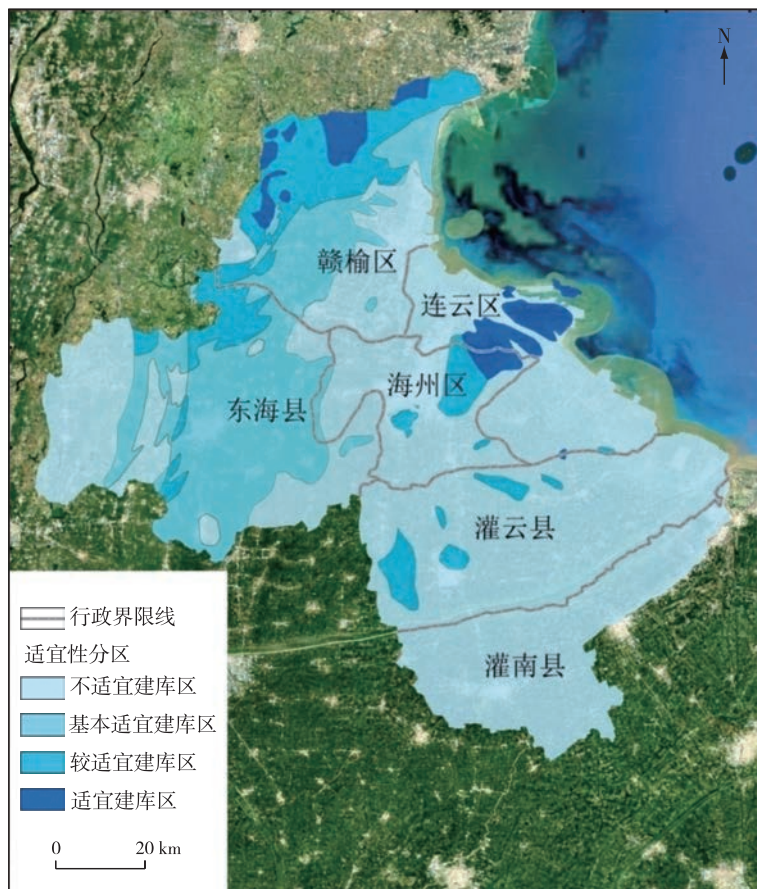 N
赣榆区
连云区
海州区
东海县
灌云县
灌南县
行政界限线
适宜性分区
不适宜建库区
基本适宜建库区
较适宜建库区
适宜建库区
0 20 km